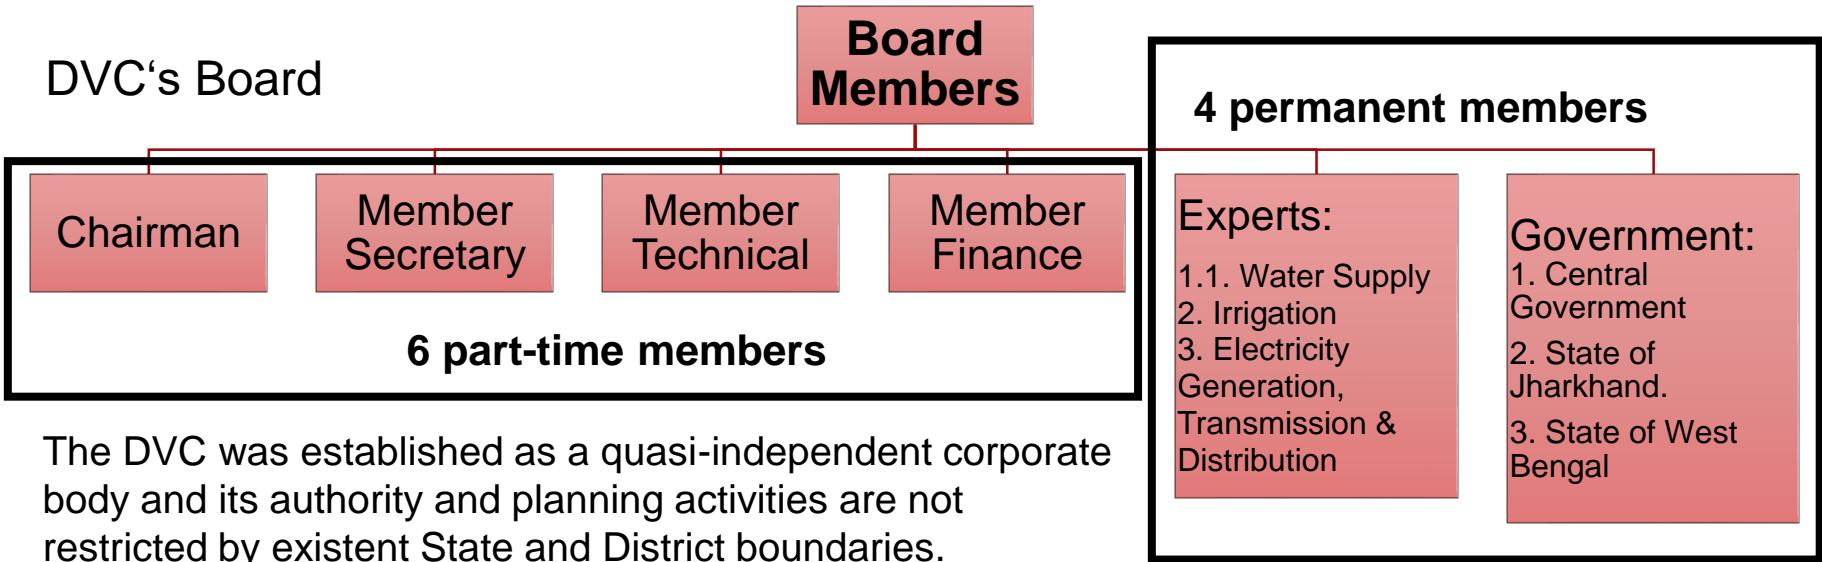 DVC‘s Board
Board
Members
4 permanent members
Chairman
Member
Secretary
Member
Technical
Member
Finance
6 part-time members
Experts:
1.1. Water Supply
2. Irrigation
3. Electricity
Generation,
Transmission &
Distribution
Government:
1. Central
Government
2. State of
Jharkhand.
3. State of West
Bengal
The DVC was established as a quasi-independent corporate
body and its authority and planning activities are not
restricted by existent State and District boundaries.